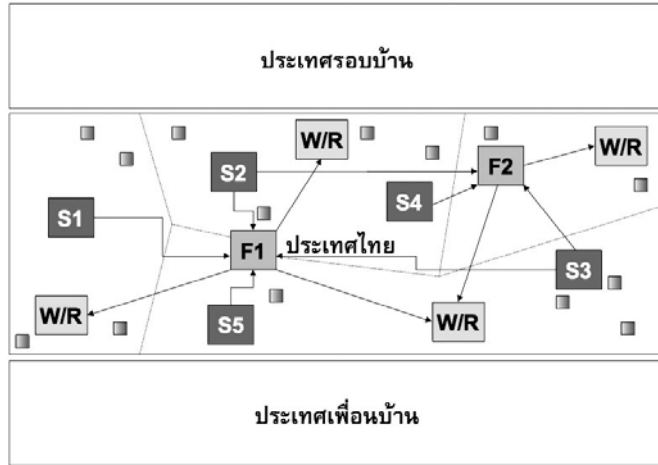 ประเทศรอบบ้าน
W/R
W/R
F2
S2
S4
S1
F1
ประเทศไทย
S3
W/R
W/R
S5
ประเทศเพื่อนบ้าน